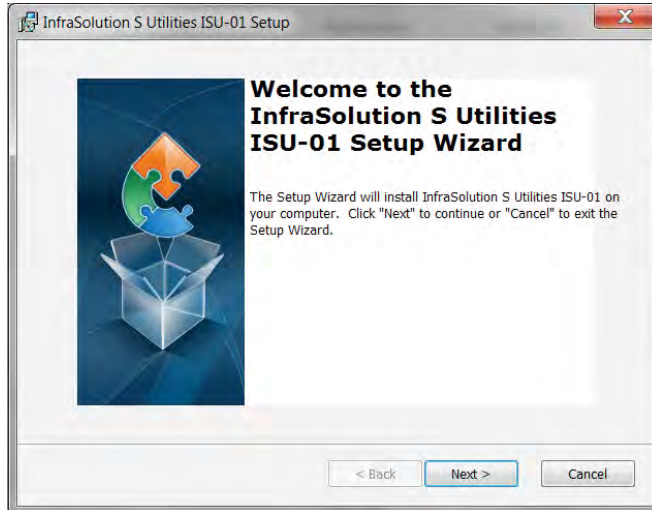 InfraSolution S Utilities ISU-01 Setup
X
Welcome to the
InfraSolution S Utilities
ISU-01 Setup Wizard
The Setup Wizard will install InfraSolution S Utilities ISU-01 on
your computer. Click "Next" to continue or "Cancel" to exit the
Setup Wizard.
< Back Next > Cancel